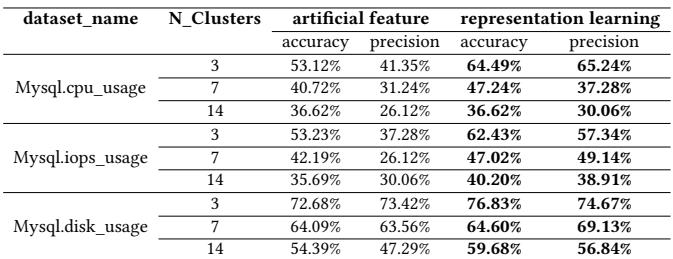 dataset_name N_Clusters artificial feature representation learning
accuracy precision accuracy precision
3 53.12% 41.35% 64.49% 65.24%
Mysql.cpu_usage 7 40.72% 31.24% 47.24% 37.28%
14 36.62% 26.12% 36.62% 30.06%
3 53.23% 37.28% 62.43% 57.34%
Mysql.iops_usage 7 42.19% 26.12% 47.02% 49.14%
14 35.69% 30.06% 40.20% 38.91%
3 72.68% 73.42% 76.83% 74.67%
Mysql.disk_usage 7 64.09% 63.56% 64.60% 69.13%
14 54.39% 47.29% 59.68% 56.84%